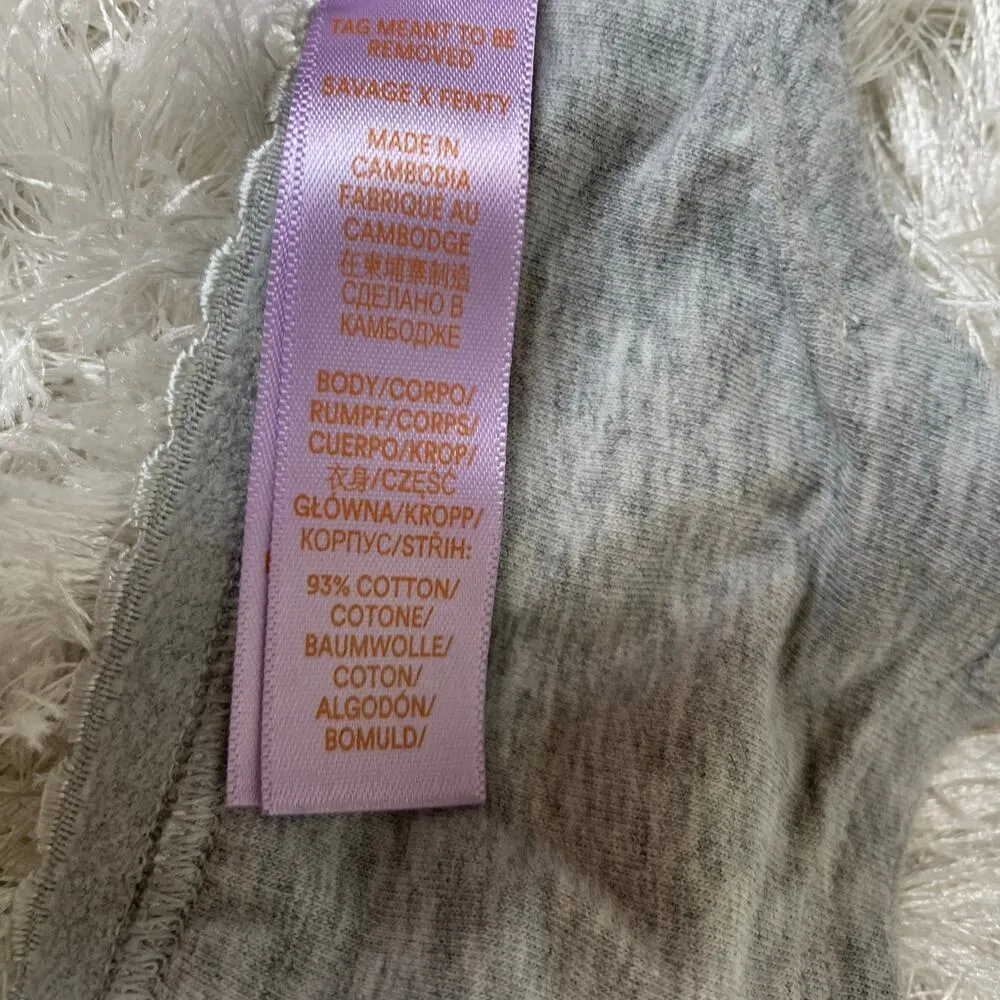 TAG MEANT TO BE
REMOVED
SAVAGE X FENTY
MADE IN
CAMBODIA
FABRIQUÉ AU
CAMBODGE
在柬埔寨制造
СДЕЛАНО В
КАМБОДЖЕ
BODY/CORPO/
RUMPF/CORPS/
CUERPO/KROP/
衣身/CZĘŚĆ
GŁÓWNA/KROPP/
КОРПУС/STŘIH:
93% COTTON/
COTONE/
BAUMWOLLE/
COTON/
ALGODÓN/
BOMULD/